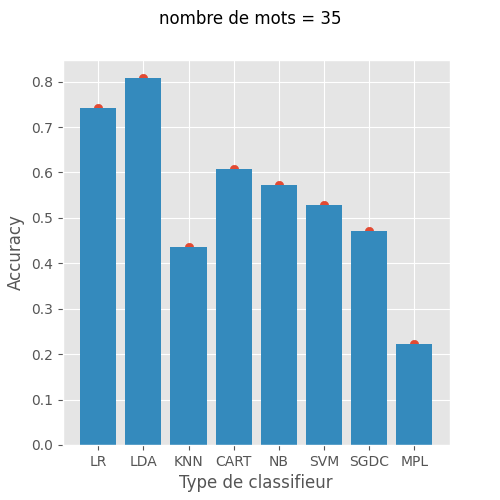 nombre de mots = 35
0.8
0.7
0.6
0.5
0.4
0.3
0.2
0.1
0.0
Accuracy
LR LDA KNN CART NB SVM SGDC MPL
Type de classifieur